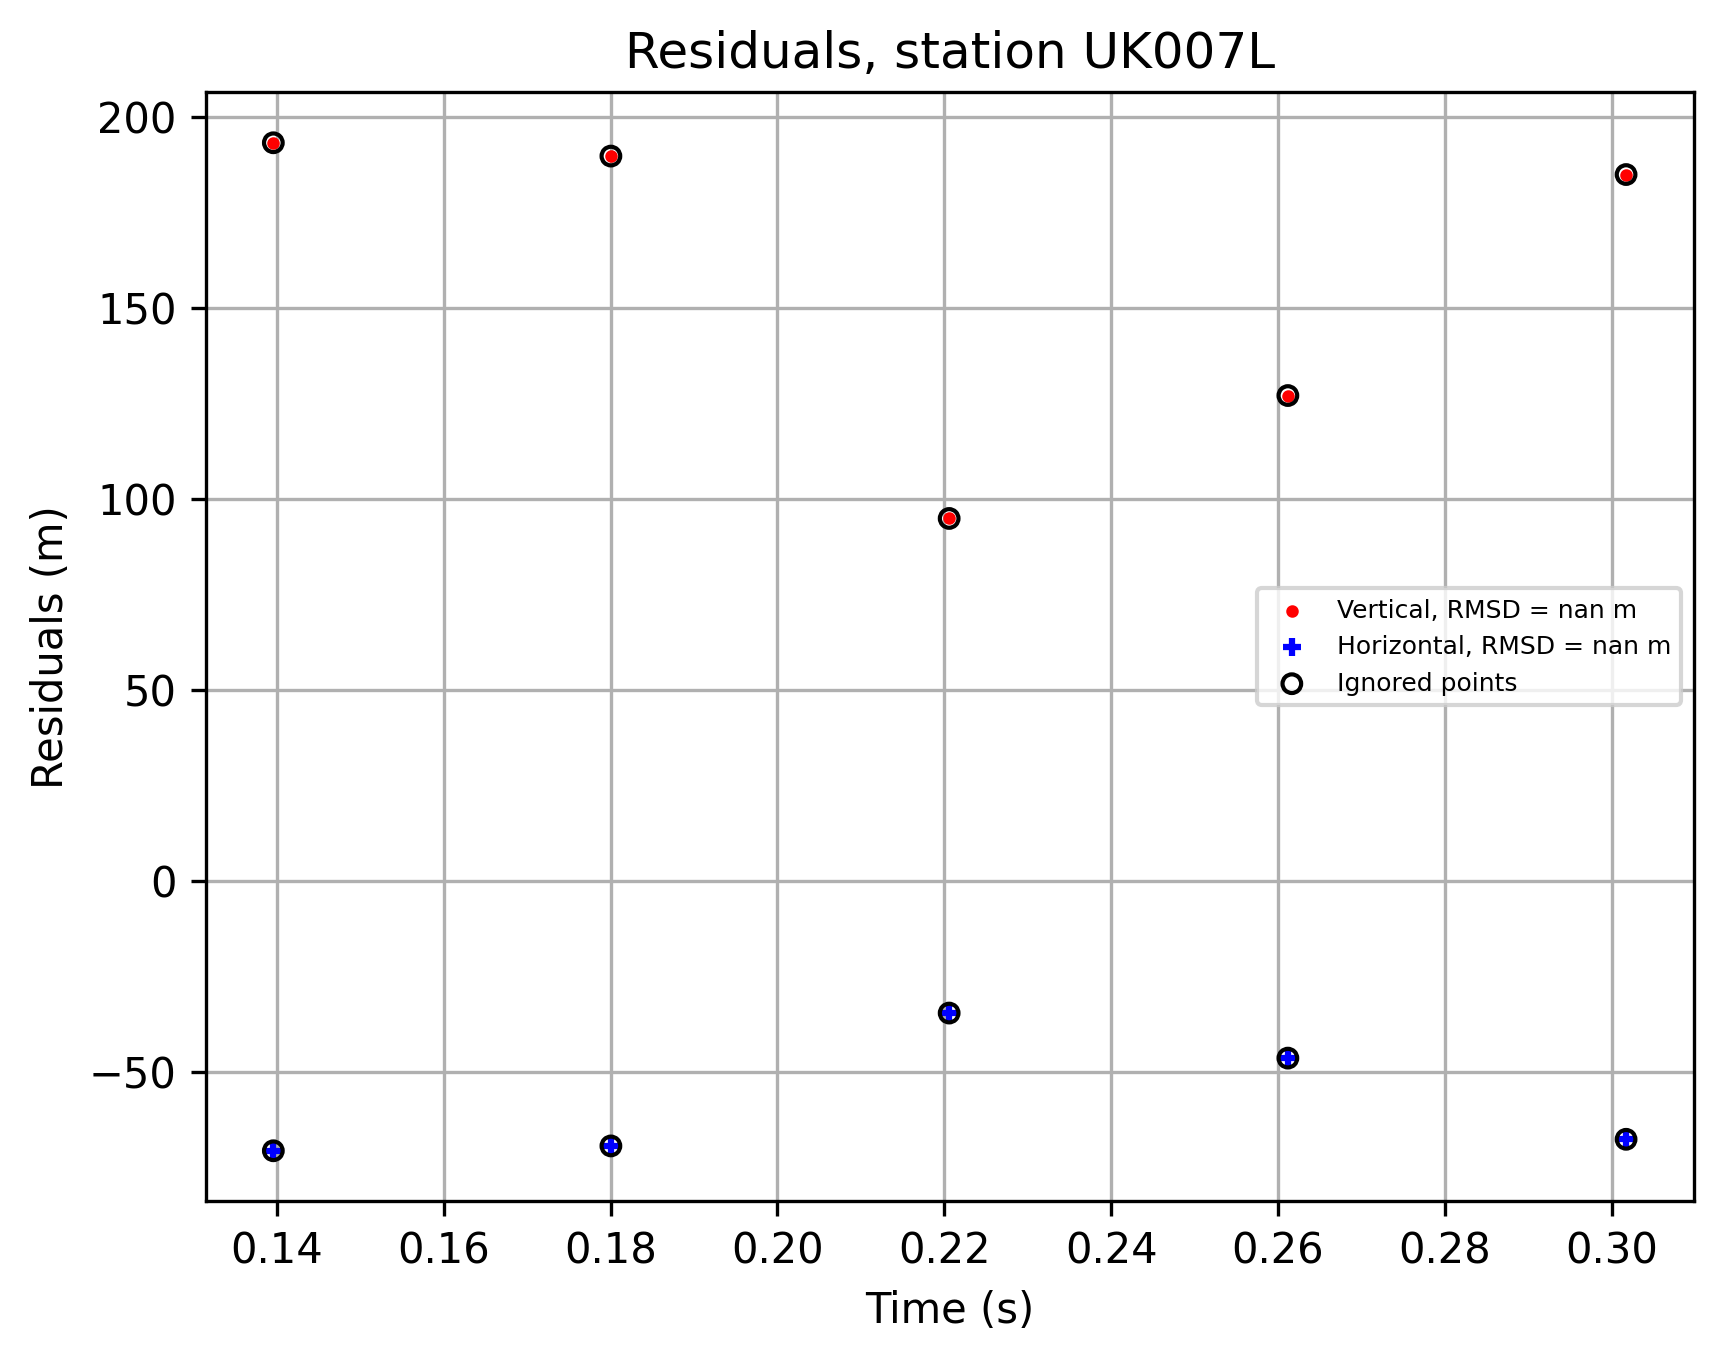 Residuals, station UK007L
200
150
100
50
0
−50
Residuals (m)
Vertical, RMSD = nan m
Horizontal, RMSD = nan m
Ignored points
0.14 0.16 0.18 0.20 0.22 0.24 0.26 0.28 0.30
Time (s)